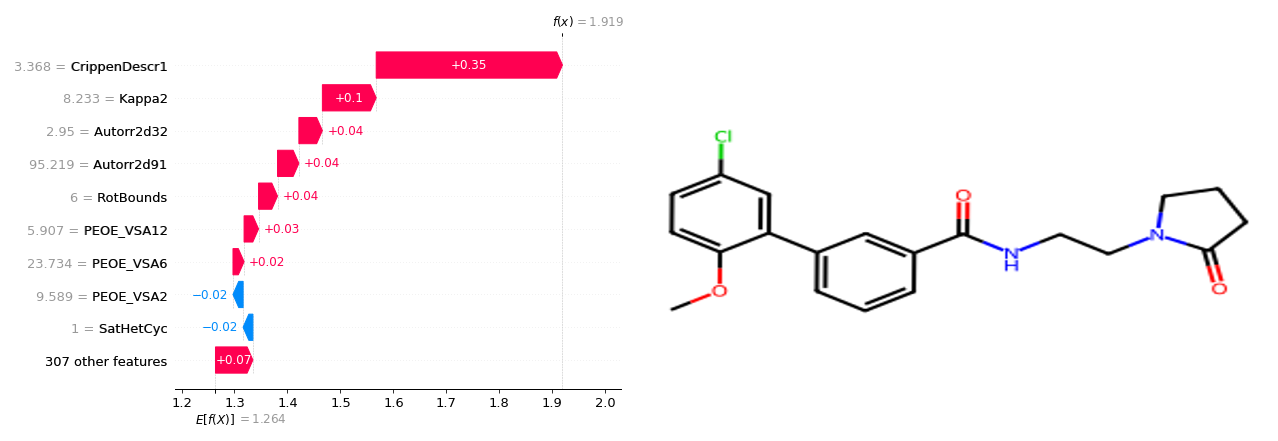 f(x) = 1.919
3.368 = CrippenDescr1
+0.35
8.233 = Kappa2
+0.1
2.95 = Autorr2d32
+0.04
95.219 = Autorr2d91
+0.04
6 = RotBounds
+0.04
5.907 = PEOE_VSA12
+0.03
23.734 = PEOE_VSA6
+0.02
9.589 = PEOE_VSA2
−0.02
1 = SatHetCyc
−0.02
307 other features
+0.07
1.2 1.3 1.4 1.5 1.6 1.7 1.8 1.9 2.0
E[f(X)] = 1.264
Cl
O
O
N
H
N
O